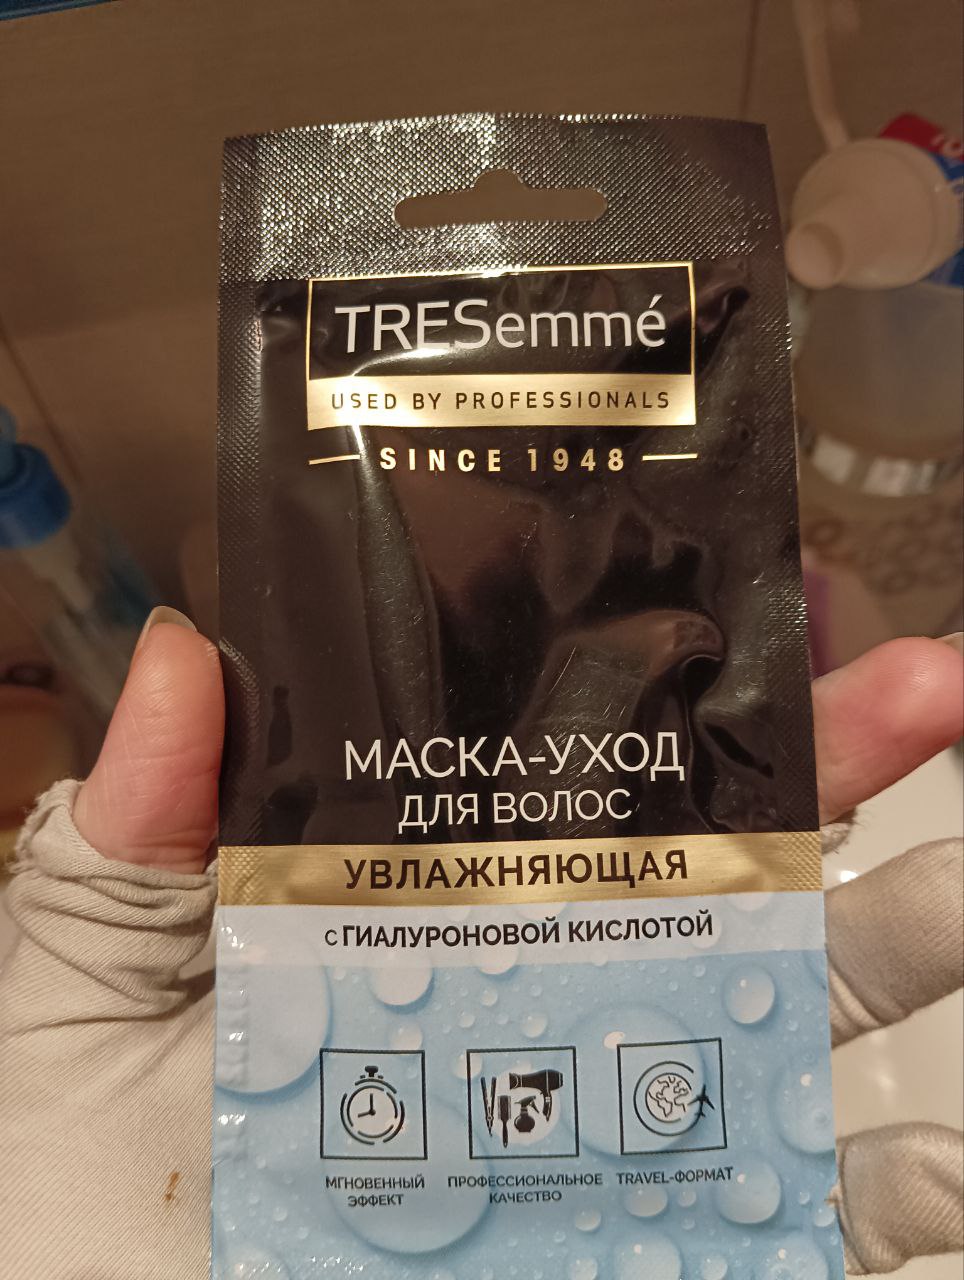 TRESemmé
USED BY PROFESSIONALS
SINCE 1948
МАСКА-УХОД
ДЛЯ ВОЛОС
УВЛАЖНЯЮЩАЯ
С ГИАЛУРОНОВОЙ КИСЛОТОЙ
МГНОВЕННЫЙ
ЭФФЕКТ
ПРОФЕССИОНАЛЬНОЕ
КАЧЕСТВО
TRAVEL-ФОРМАТ